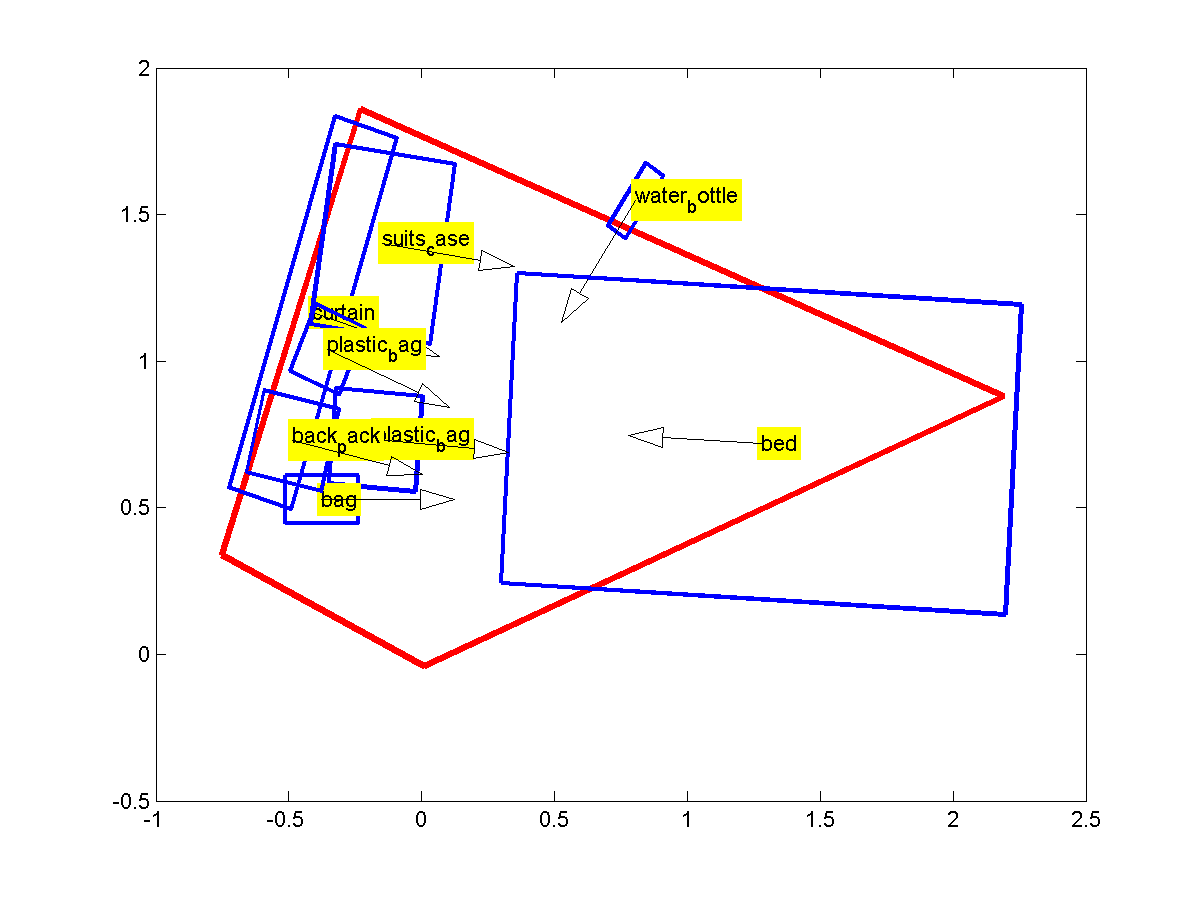 2
1.5
1
0.5
0
-0.5
-1
-0.5
0
0.5
1
1.5
2
2.5
water_bottle
suits_case
curtain
plastic_bag
back_pack
lastic_bag
bed
bag